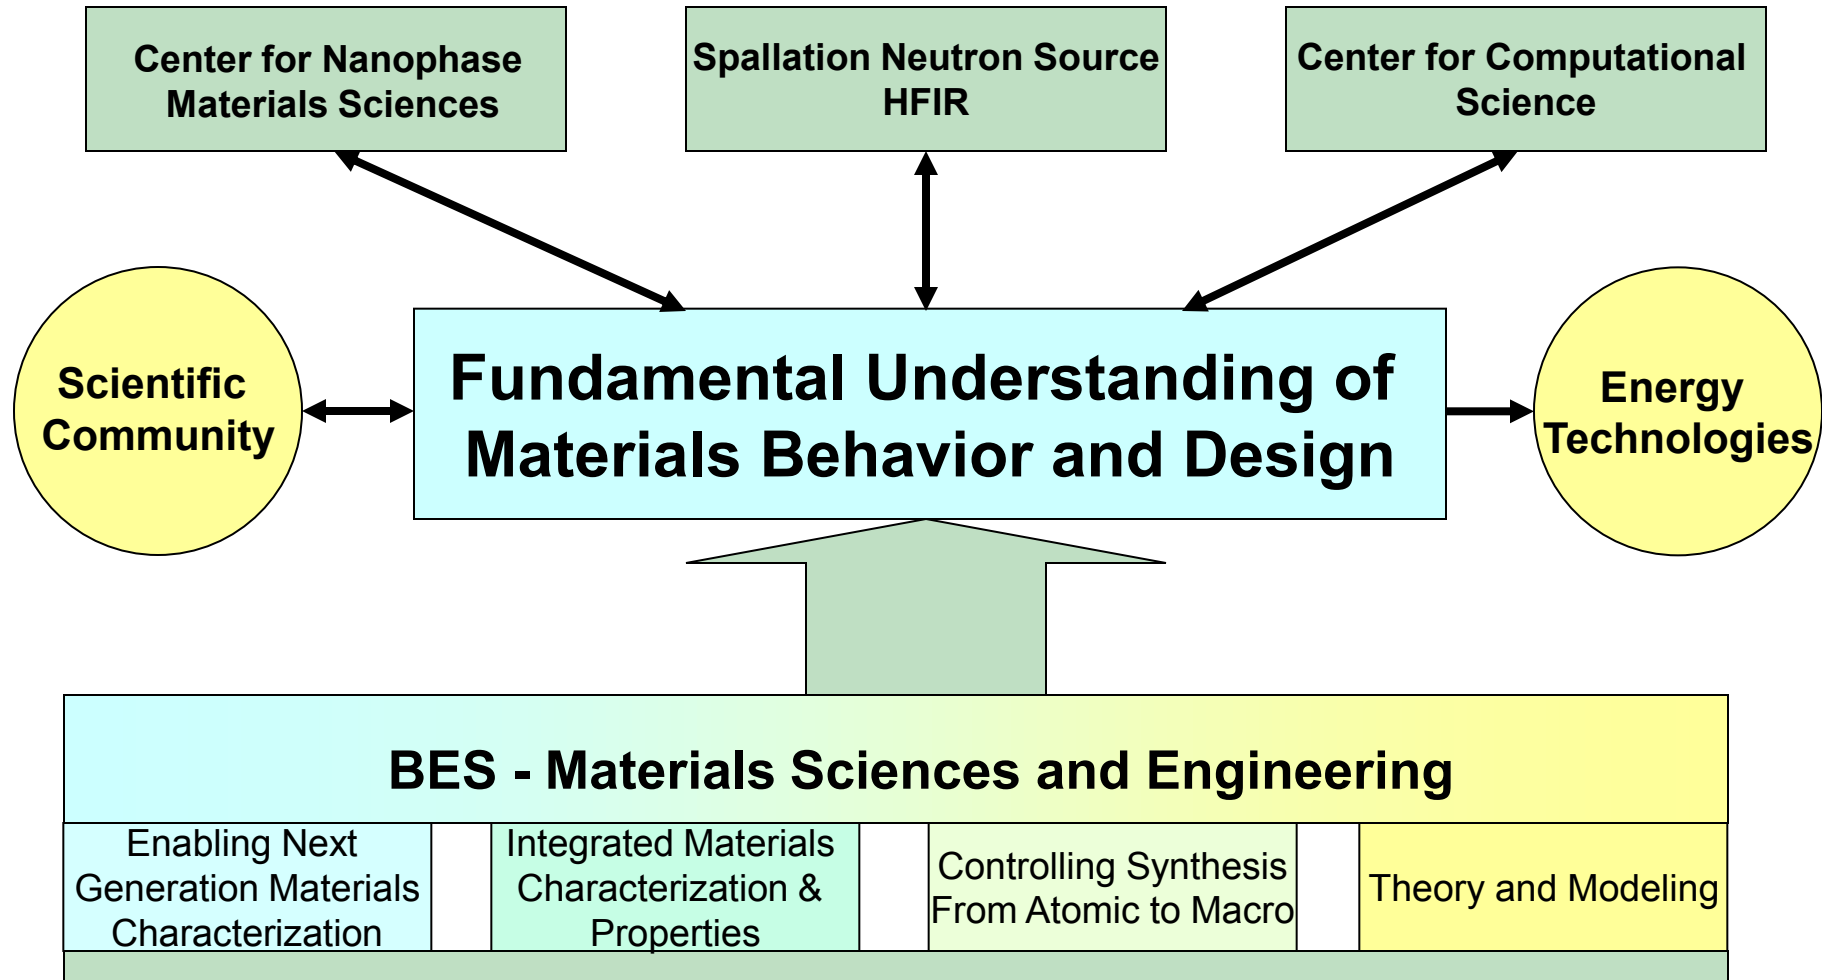 Center for Nanophase
Materials Sciences
Spallation Neutron Source
HFIR
Center for Computational
Science
Scientific
Community
Fundamental Understanding of
Materials Behavior and Design
Energy
Technologies
BES - Materials Sciences and Engineering
Enabling Next
Generation Materials
Characterization
Integrated Materials
Characterization &
Properties
Controlling Synthesis
From Atomic to Macro
Theory and Modeling